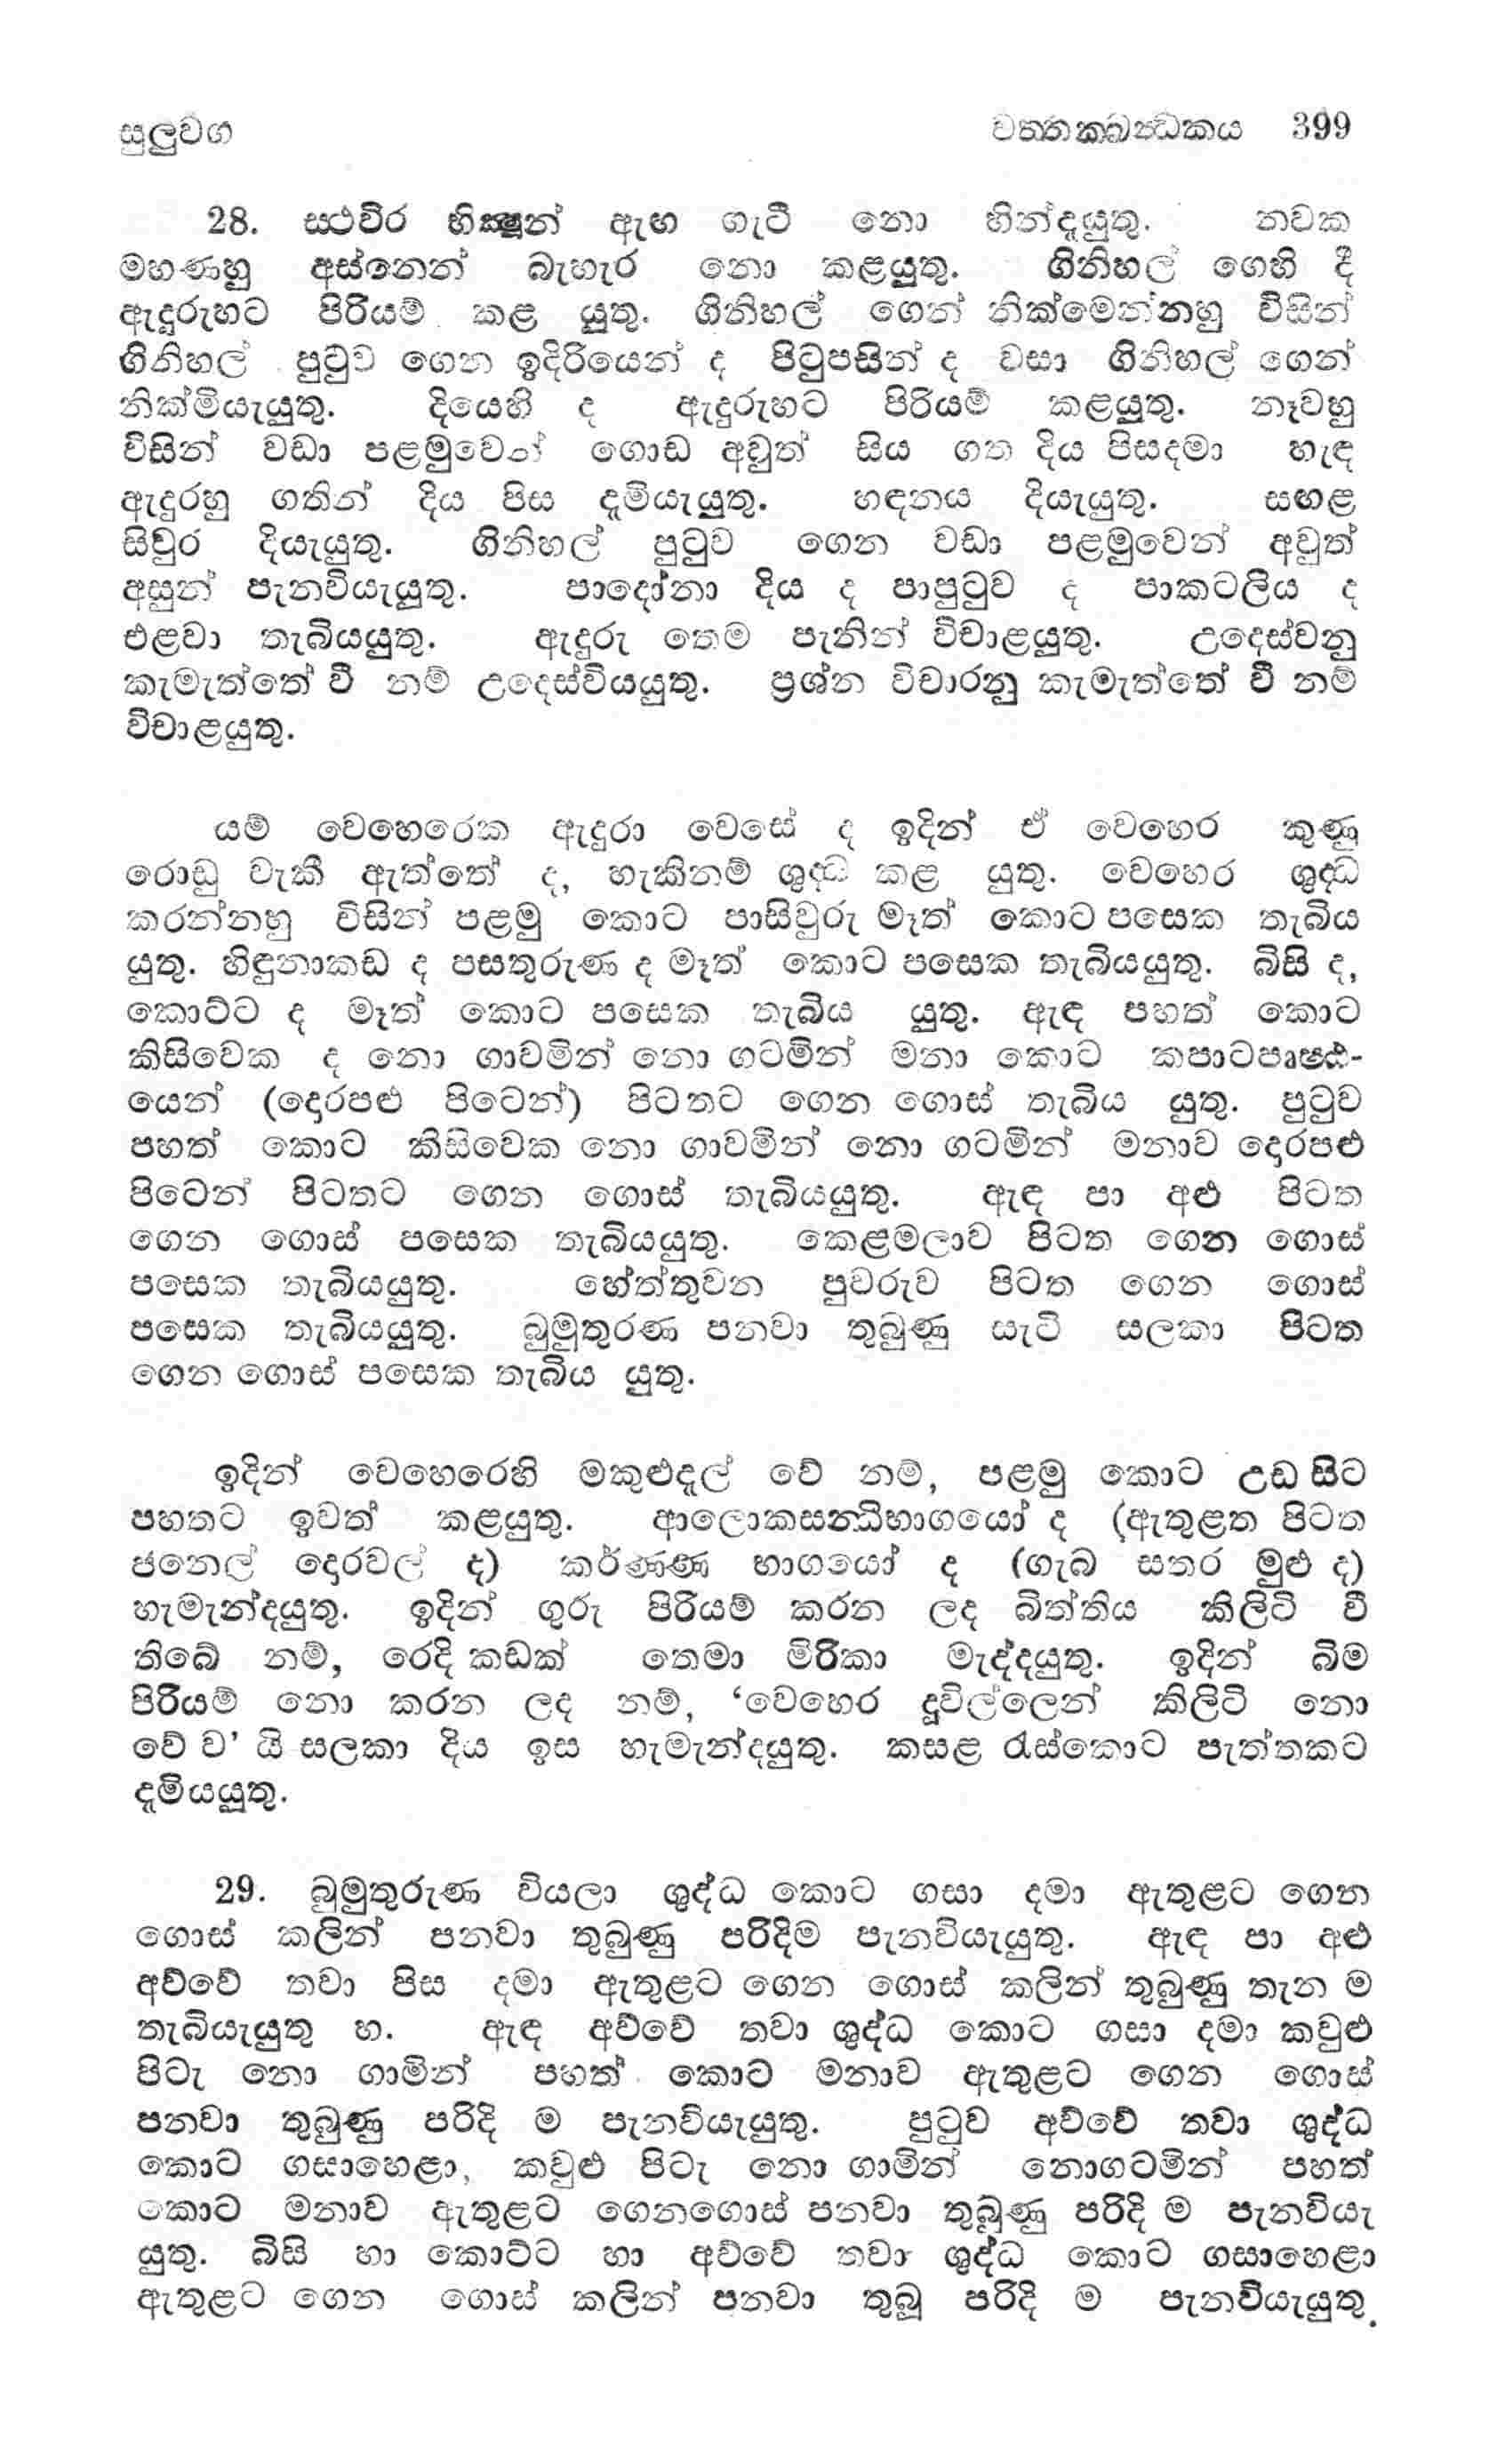 සුලුවග
වත්තක්ඛන්ධකය 399
28. ස්ථවිර භික්ෂූන් ඇඟ ගැටී නො හින්දැයුතු. නවක
මහණහු අස්නෙන් බැහැර නො කළයුතු. ගිනිහල් ගෙහි දී
ඇදුරුහට පිරියම් කළ යුතු. ගිනිහල් ගෙන් නික්මෙන්නහු විසින්
ගිනිහල් පුටුව ගෙන ඉදිරියෙන් ද පිටුපසින් ද වසා ගිනිහල් ගෙන්
නික්මියැයුතු. දියෙහි ද ඇදුරුහට පිරියම් කළයුතු. නෑවහු
විසින් වඩා පළමුවෙන් ගොඩ අවුත් සිය ගත දිය පිසදමා හැඳ
ඇදුරහු ගතින් දිය පිස දැමියැයුතු. හඳනය දියැයුතු. සඟළ
සිවුර දියැයුතු. ගිනිහල් පුටුව ගෙන වඩා පළමුවෙන් අවුත්
අසුන් පැනවියැයුතු. පාදෝනා දිය ද පාපුටුව ද පාකටලිය ද
එළවා තැබියයුතු. ඇදුරු තෙම පැනින් විචාළයුතු. උදෙස්වනු
කැමැත්තේ වී නම් උදෙස්වියයුතු. ප්‍රශ්න විචාරනු කැමැත්තේ වී නම්
විචාළයුතු.
යම් වෙහෙරෙක ඇදුරා වෙසේ ද ඉදින් ඒ වෙහෙර කුණු
රොඩු වැකී ඇත්තේ ද, හැකිනම් ශුද්ධ කළ යුතු. වෙහෙර ශුද්ධ
කරන්නහු විසින් පළමු කොට පාසිවුරු මෑත් කොට පසෙක තැබිය
යුතු. හිඳුනාකඩ ද පසතුරුණ ද මෑත් කොට පසෙක තැබියයුතු. බිසි ද,
කොට්ට ද මෑත් කොට පසෙක තැබිය යුතු. ඇඳ පහත් කොට
කිසිවෙක ද නො ගාවමින් නො ගටමින් මනා කොට කපාටපෘෂ්ඨ-
යෙන් (දොරපළු පිටෙන්) පිටතට ගෙන ගොස් තැබිය යුතු. පුටුව
පහත් කොට කිසිවෙක නො ගාවමින් නො ගටමින් මනාව දොරපළු
පිටෙන් පිටතට ගෙන ගොස් තැබියයුතු. ඇඳ පා අළු පිටත
ගෙන ගොස් පසෙක තැබියයුතු. කෙළමලාව පිටත ගෙන ගොස්
පසෙක තැබියයුතු. හේත්තුවන පුවරුව පිටත ගෙන ගොස්
පසෙක තැබියයුතු. බුමුතුරණ පනවා තුබුණු සැටි සලකා පිටත
ගෙන ගොස් පසෙක තැබිය යුතු.
ඉදින් වෙහෙරෙහි මකුළුදැල් වේ නම්, පළමු කොට උඩ සිට
පහතට ඉවත් කළයුතු. ආලොකසන්ධිභාගයෝ ද (ඇතුළත පිටත
ජනෙල් දොරවල් ද) කර්ණණ භාගයෝ ද (ගැබ සතර මුළු ද)
හැමැන්දයුතු. ඉදින් ගුරු පිරියම් කරන ලද බිත්තිය කිලිටි වී
තිබේ නම්, රෙදි කඩක් තෙමා මිරිකා මැද්දයුතු. ඉදින් බිම
පිරියම් නො කරන ලද නම්, ‘වෙහෙර දූවිල්ලෙන් කිලිටි නො
වේ ව’ යි සලකා දිය ඉස හැමැන්දයුතු. කසළ රැස්කොට පැත්තකට
දැමියයුතු.
29. බුමුතුරුණ වියලා ශුද්ධ කොට ගසා දමා ඇතුළට ගෙන
ගොස් කලින් පනවා තුබුණු පරිදිම පැනවියැයුතු. ඇඳ පා අළු
අව්වේ තවා පිස දමා ඇතුළට ගෙන ගොස් කලින් තුබුණු තැන ම
තැබියැයුතු හ. ඇඳ අව්වේ තවා ශුද්ධ කොට ගසා දමා කවුළු
පිටැ නො ගාමින් පහත් කොට මනාව ඇතුළට ගෙන ගොස්
පනවා තුබුණු පරිදි ම පැනවියැයුතු. පුටුව අව්වේ තවා ශුද්ධ
කොට ගසාහෙළා, කවුළු පිටැ නො ගාමින් නොගටමින් පහත්
කොට මනාව ඇතුළට ගෙනගොස් පනවා තුබුණු පරිදි ම පැනවියැ
යුතු. බිසි හා කොට්ට හා අව්වේ තවා ශුද්ධ කොට ගසාහෙළා
ඇතුළට ගෙන ගොස් කලින් පනවා තුබූ පරිදි ම පැනවියැයුතු.